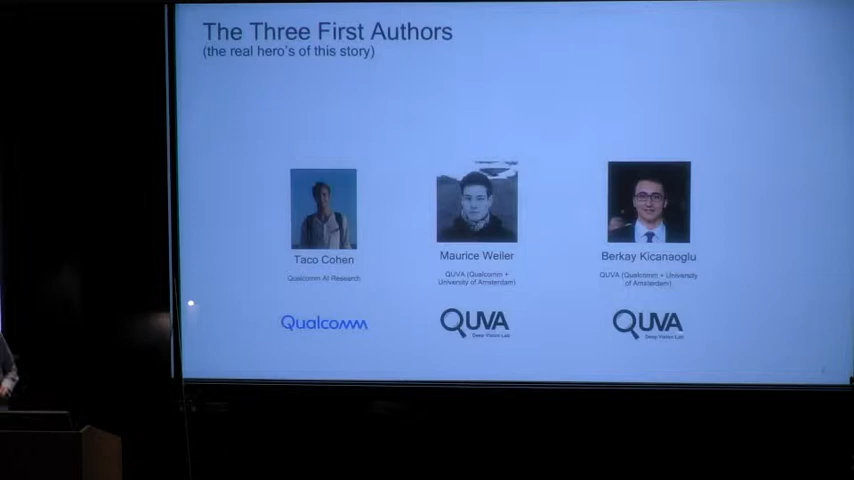 The Three First Authors
(the real hero's of this story)
Taco Cohen
Maurice Weiler
Berkay Kicanaoglu
Qualcomm AI Research
QUVA (Qualcomm +
University of Amsterdam)
QUVA (Qualcomm + University
of Amsterdam)
Qualcomm
QUVA
Deep Vision Lab
QUVA
Deep Vision Lab